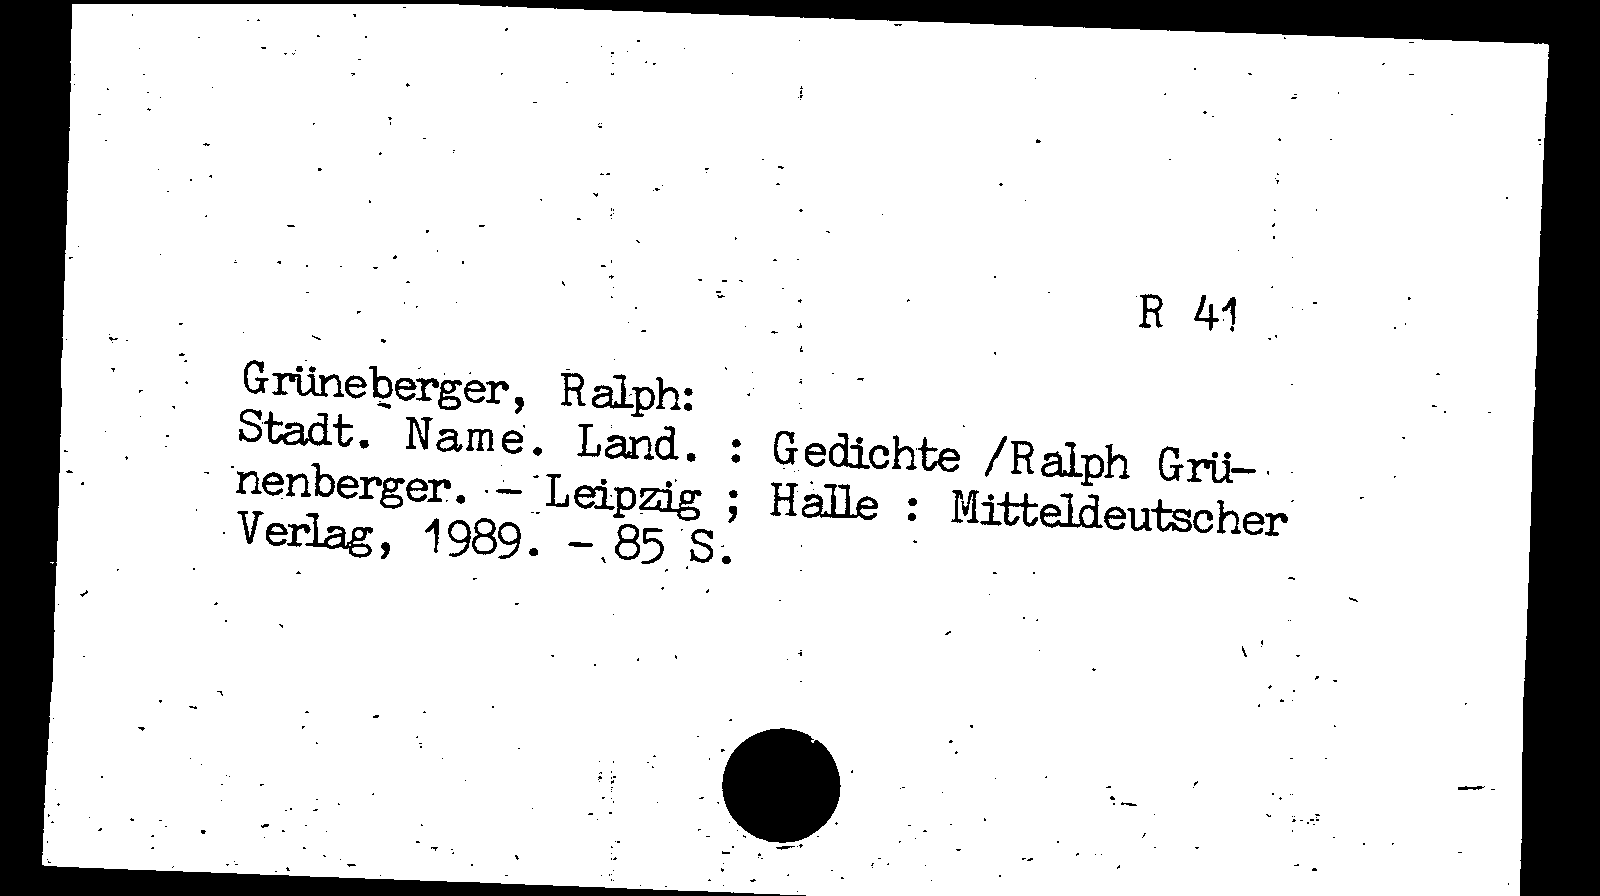 R 41
Grüneberger, Ralph:
Stadt. Name. Land. : Gedichte /Ralph Grü-
nenberger. - Leipzig ; Halle : Mitteldeutscher
Verlag, 1989. - 85 S.